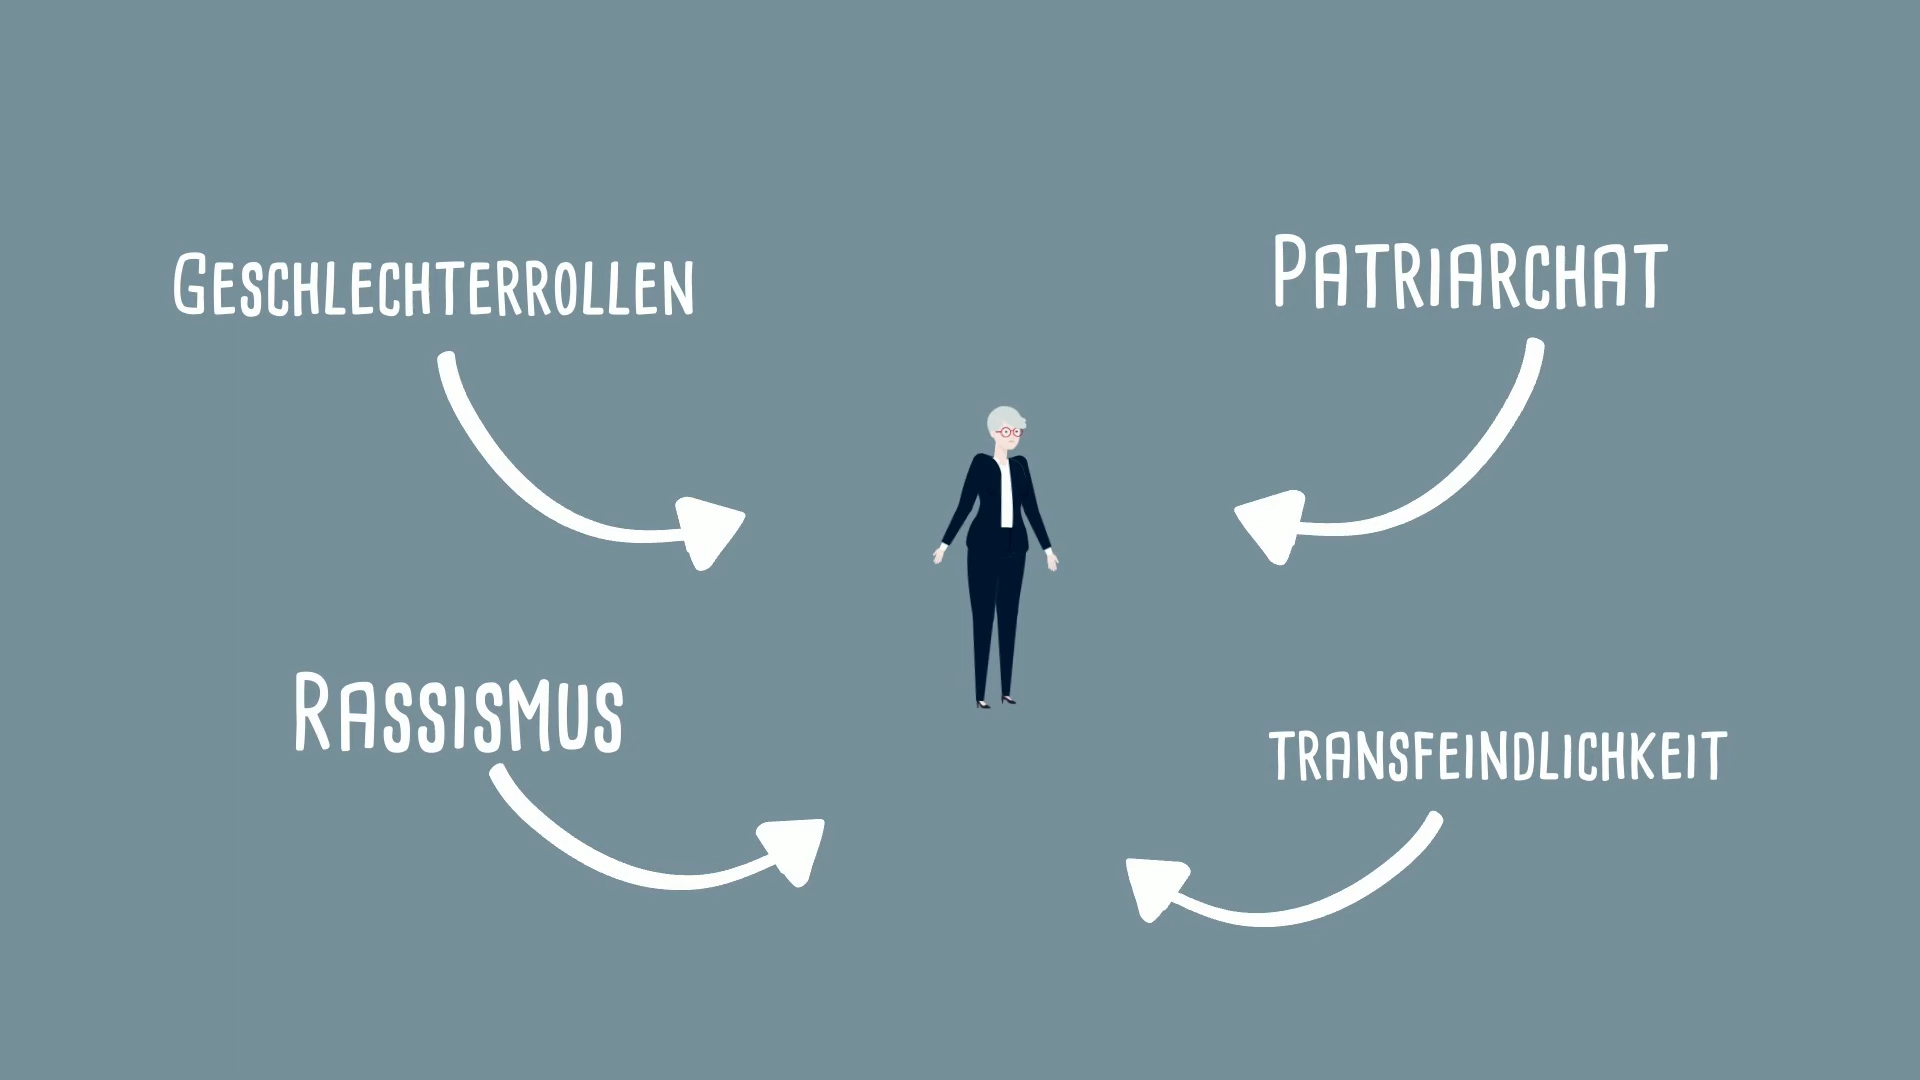 Geschlechterrollen
Patriarchat
Rassismus
transfeindlichkeit